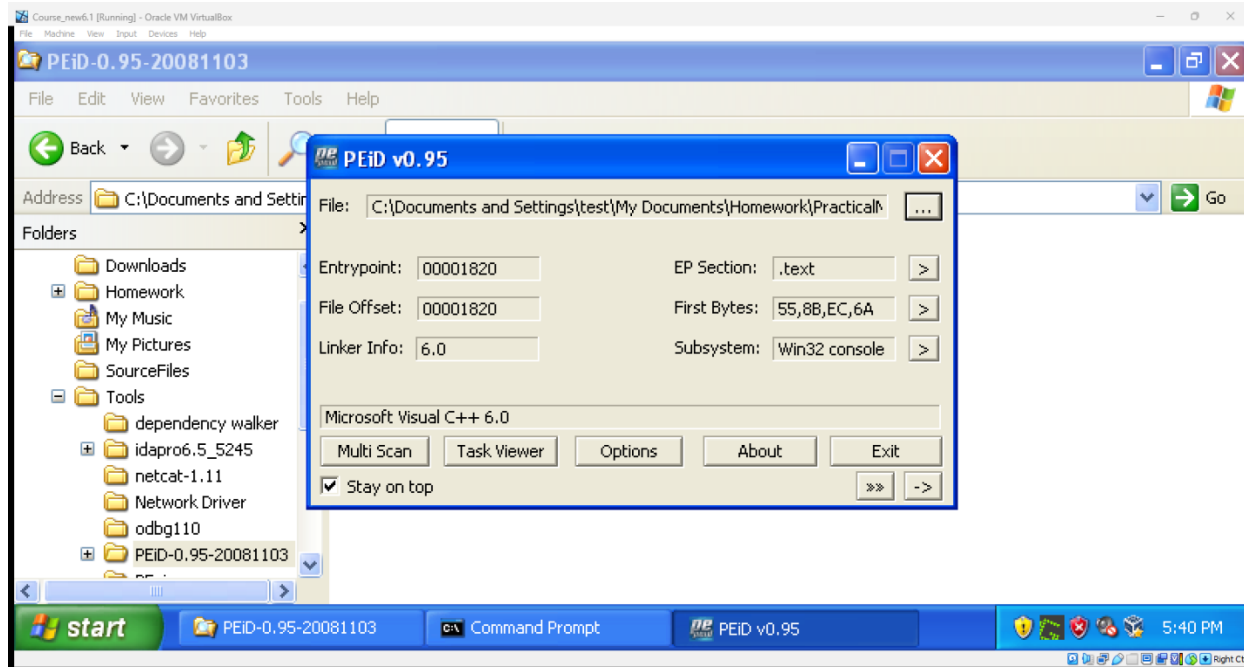 Course_new6.1 [Running] - Oracle VM VirtualBox
File Machine View Input Devices Help
PEiD-0.95-20081103
File Edit View Favorites Tools Help
Back
Address C:\Documents and Settin
Go
Folders
Downloads
Homework
My Music
My Pictures
SourceFiles
Tools
dependency walker
idapro6.5_5245
netcat-1.11
Network Driver
odbg110
PEiD-0.95-20081103
PEiD v0.95
File: C:\Documents and Settings\test\My Documents\Homework\Practical
...
Entrypoint: 00001820
EP Section: .text >
File Offset: 00001820
First Bytes: 55,8B,EC,6A >
Linker Info: 6.0
Subsystem: Win32 console >
Microsoft Visual C++ 6.0
Multi Scan Task Viewer Options About Exit
Stay on top
»» ->
start PEiD-0.95-20081103 Command Prompt PEiD v0.95 5:40 PM
Right Ct